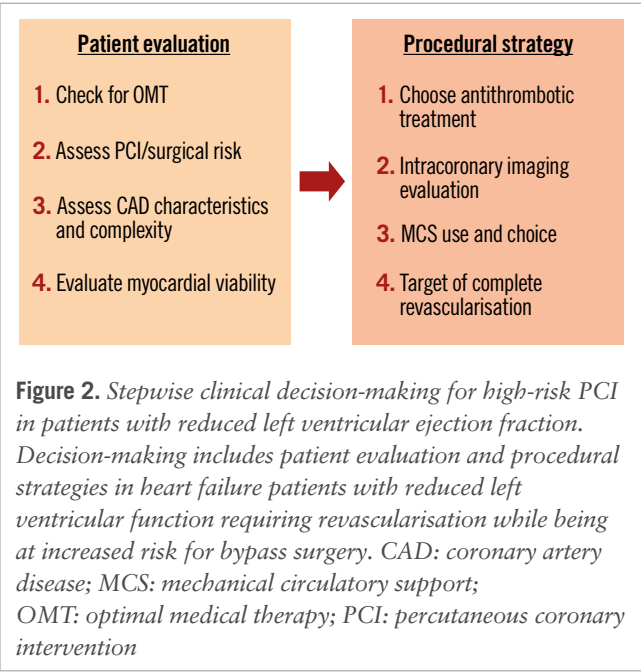 Patient evaluation
1. Check for OMT
2. Assess PCI/surgical risk
3. Assess CAD characteristics
and complexity
4. Evaluate myocardial viability
Procedural strategy
1. Choose antithrombotic
treatment
2. Intracoronary imaging
evaluation
3. MCS use and choice
4. Target of complete
revascularisation
Figure 2. Stepwise clinical decision-making for high-risk PCI
in patients with reduced left ventricular ejection fraction.
Decision-making includes patient evaluation and procedural
strategies in heart failure patients with reduced left
ventricular function requiring revascularisation while being
at increased risk for bypass surgery. CAD: coronary artery
disease; MCS: mechanical circulatory support;
OMT: optimal medical therapy; PCI: percutaneous coronary
intervention